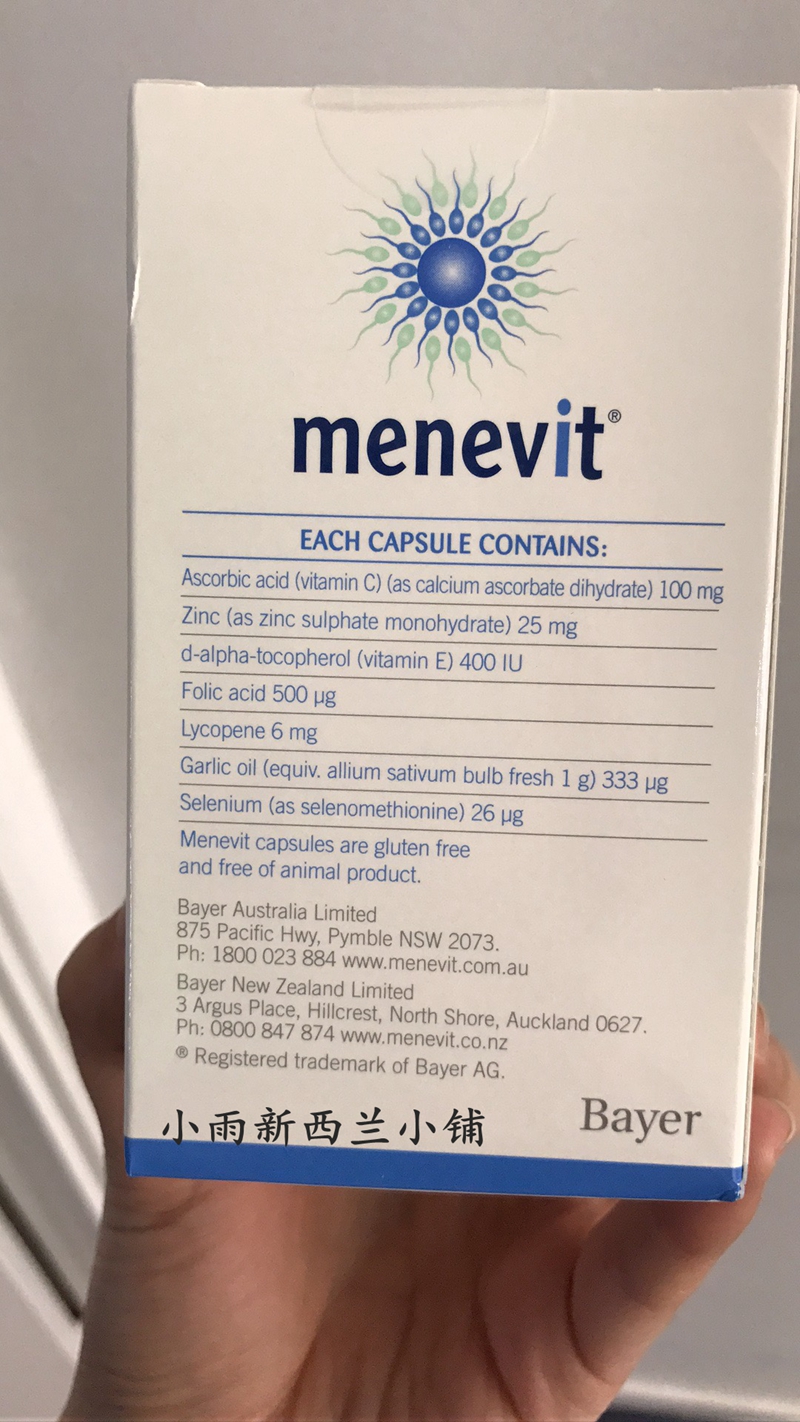 menevit®
EACH CAPSULE CONTAINS:
Ascorbic acid (vitamin C) (as calcium ascorbate dihydrate) 100 mg
Zinc (as zinc sulphate monohydrate) 25 mg
d-alpha-tocopherol (vitamin E) 400 IU
Folic acid 500 µg
Lycopene 6 mg
Garlic oil (equiv. allium sativum bulb fresh 1 g) 333 µg
Selenium (as selenomethionine) 26 µg
Menevit capsules are gluten free
and free of animal product.
Bayer Australia Limited
875 Pacific Hwy, Pymble NSW 2073.
Ph: 1800 023 884 www.menevit.com.au
Bayer New Zealand Limited
3 Argus Place, Hillcrest, North Shore, Auckland 0627.
Ph: 0800 847 874 www.menevit.co.nz
® Registered trademark of Bayer AG.
小雨新西兰小铺
Bayer